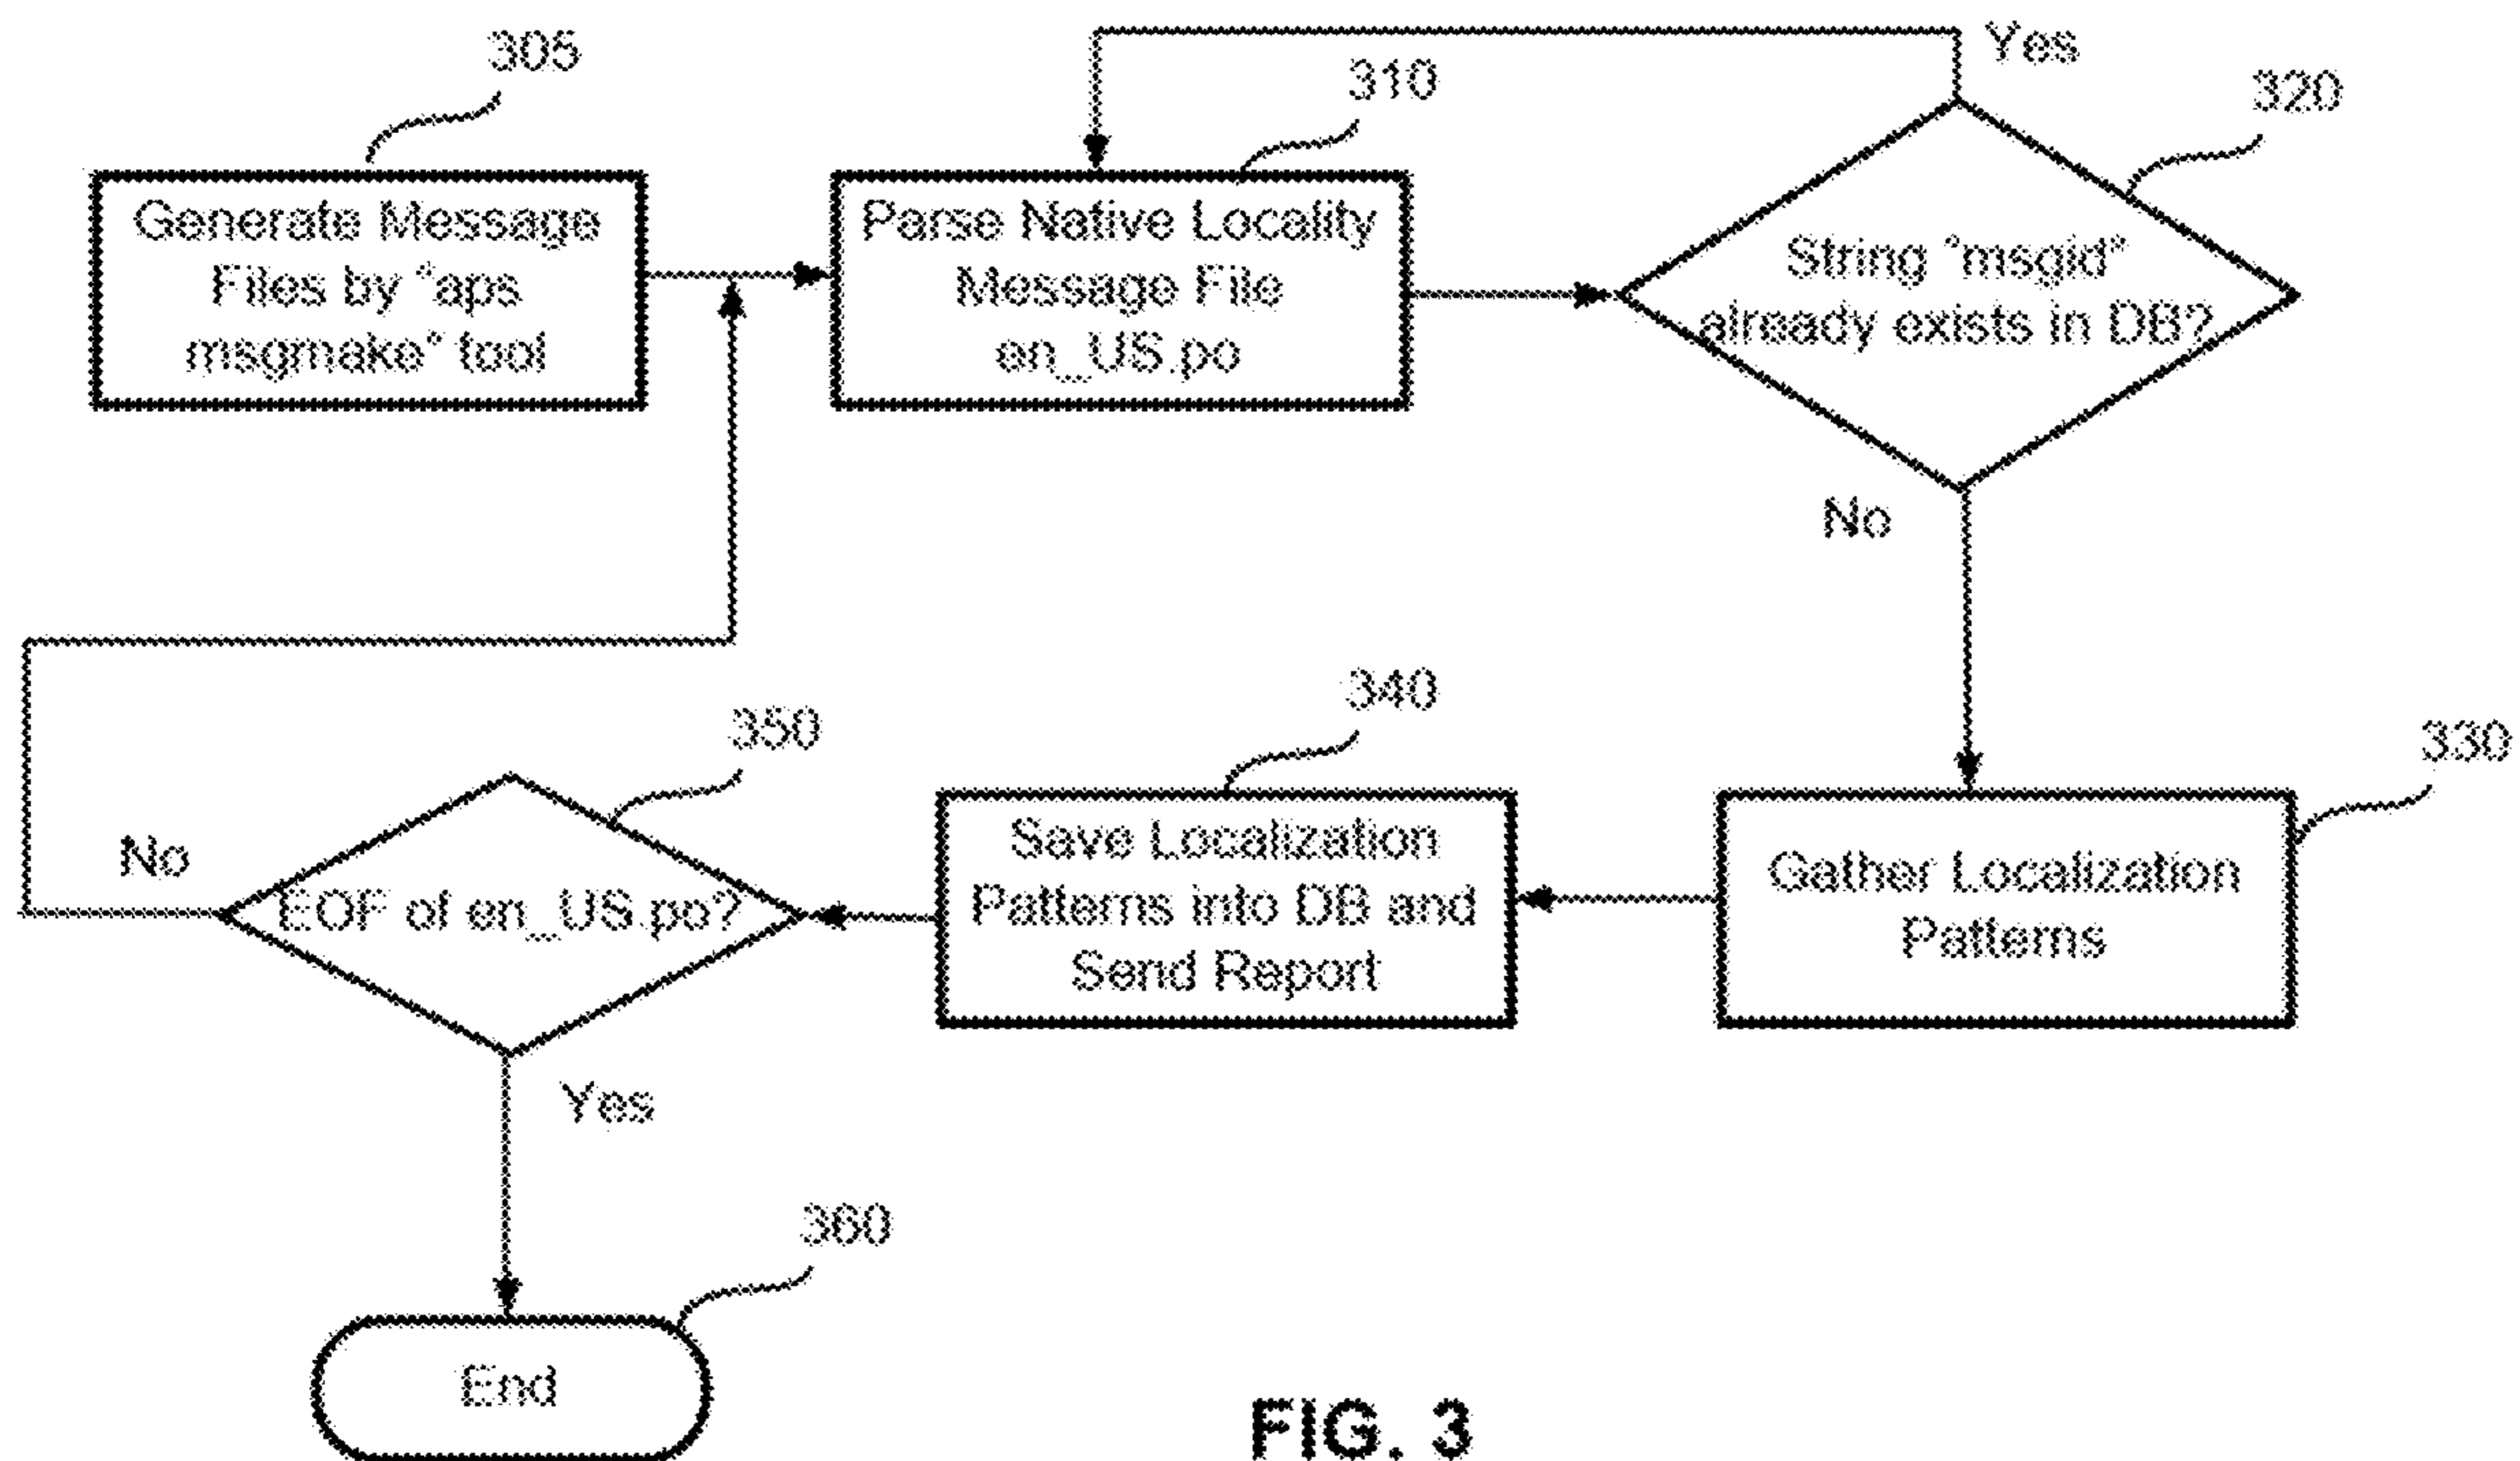 305
Generate Message
Files by "aps
msgmake" tool
310
Parse Native Locality
Message File
en_US.po
Yes
320
String "msgid"
already exists in DB?
No
330
Gather Localization
Patterns
340
Save Localization
Patterns into DB and
Send Report
350
EOF of en_US.po?
No
Yes
360
End
FIG. 3